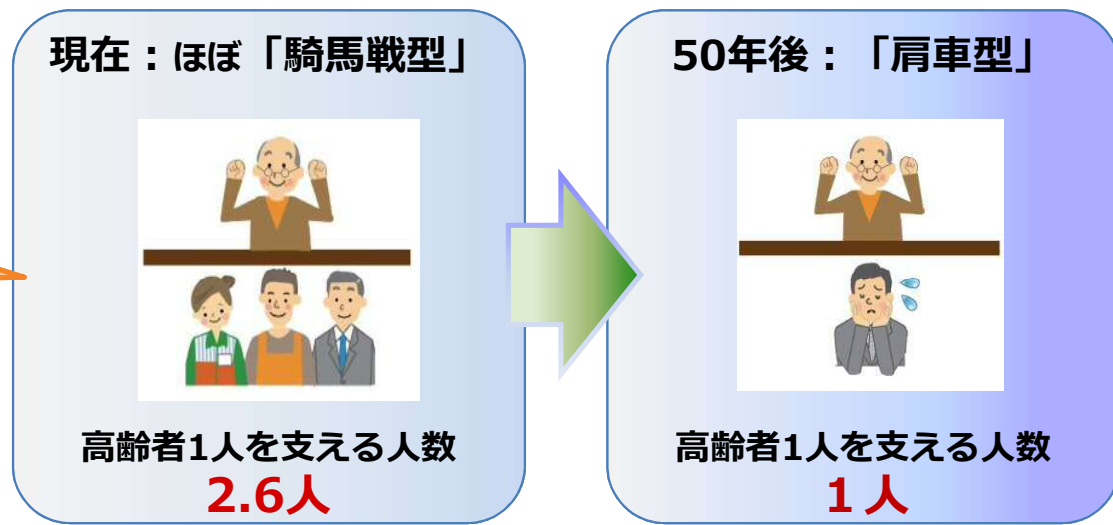 現在：ほぼ「騎馬戦型」
高齢者1人を支える人数
2.6人
50年後：「肩車型」
高齢者1人を支える人数
1人